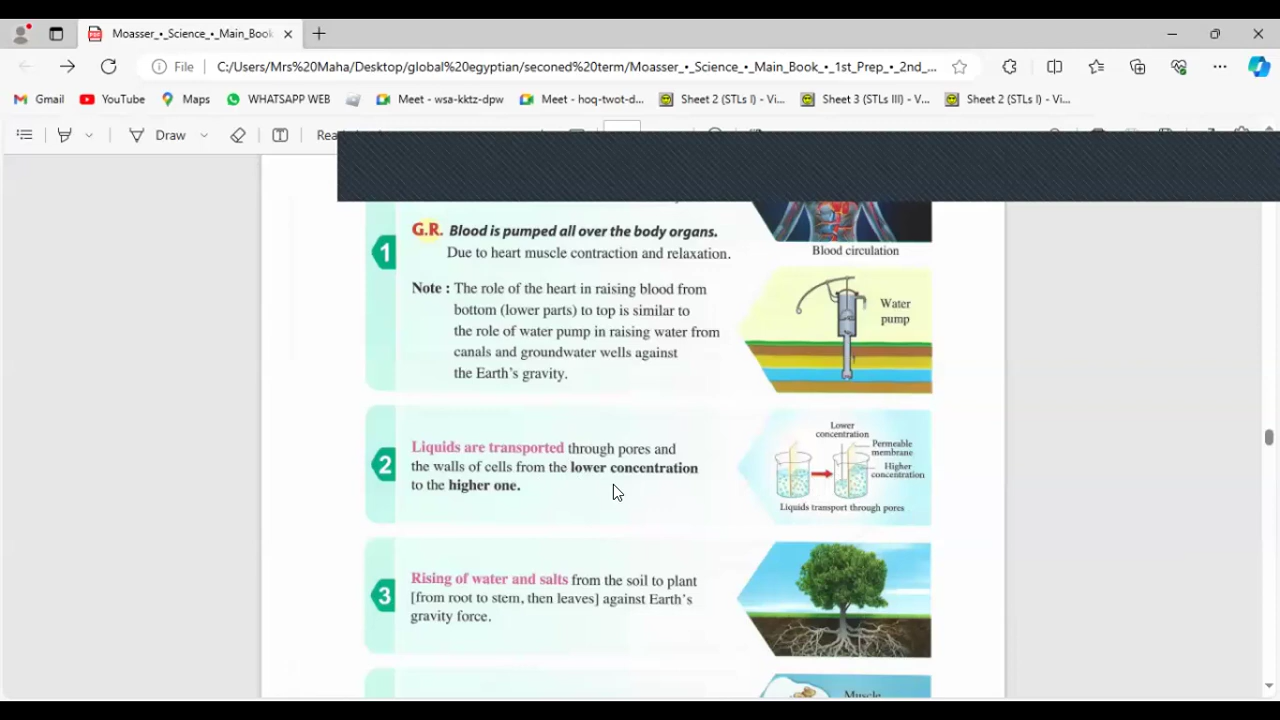 Moasser_•_Science_•_Main_Book
File
C:/Users/Mrs%20Maha/Desktop/global%20egyptian/seconed%20term/Moasser_•_Science_•_Main_Book_•_1st_Prep_•_2nd_...
Gmail
YouTube
Maps
WHATSAPP WEB
Meet - wsa-kktz-dpw
Meet - hoq-twot-d...
Sheet 2 (STLs I) - Vi...
Sheet 3 (STLs III) - V...
Sheet 2 (STLs I) - Vi...
Draw
1
G.R. Blood is pumped all over the body organs.
Due to heart muscle contraction and relaxation.
Note : The role of the heart in raising blood from
bottom (lower parts) to top is similar to
the role of water pump in raising water from
canals and groundwater wells against
the Earth's gravity.
Blood circulation
Water
pump
2
Liquids are transported through pores and
the walls of cells from the lower concentration
to the higher one.
Lower
concentration
Permeable
membrane
Higher
concentration
Liquids transport through pores
3
Rising of water and salts from the soil to plant
[from root to stem, then leaves] against Earth's
gravity force.
Muscle